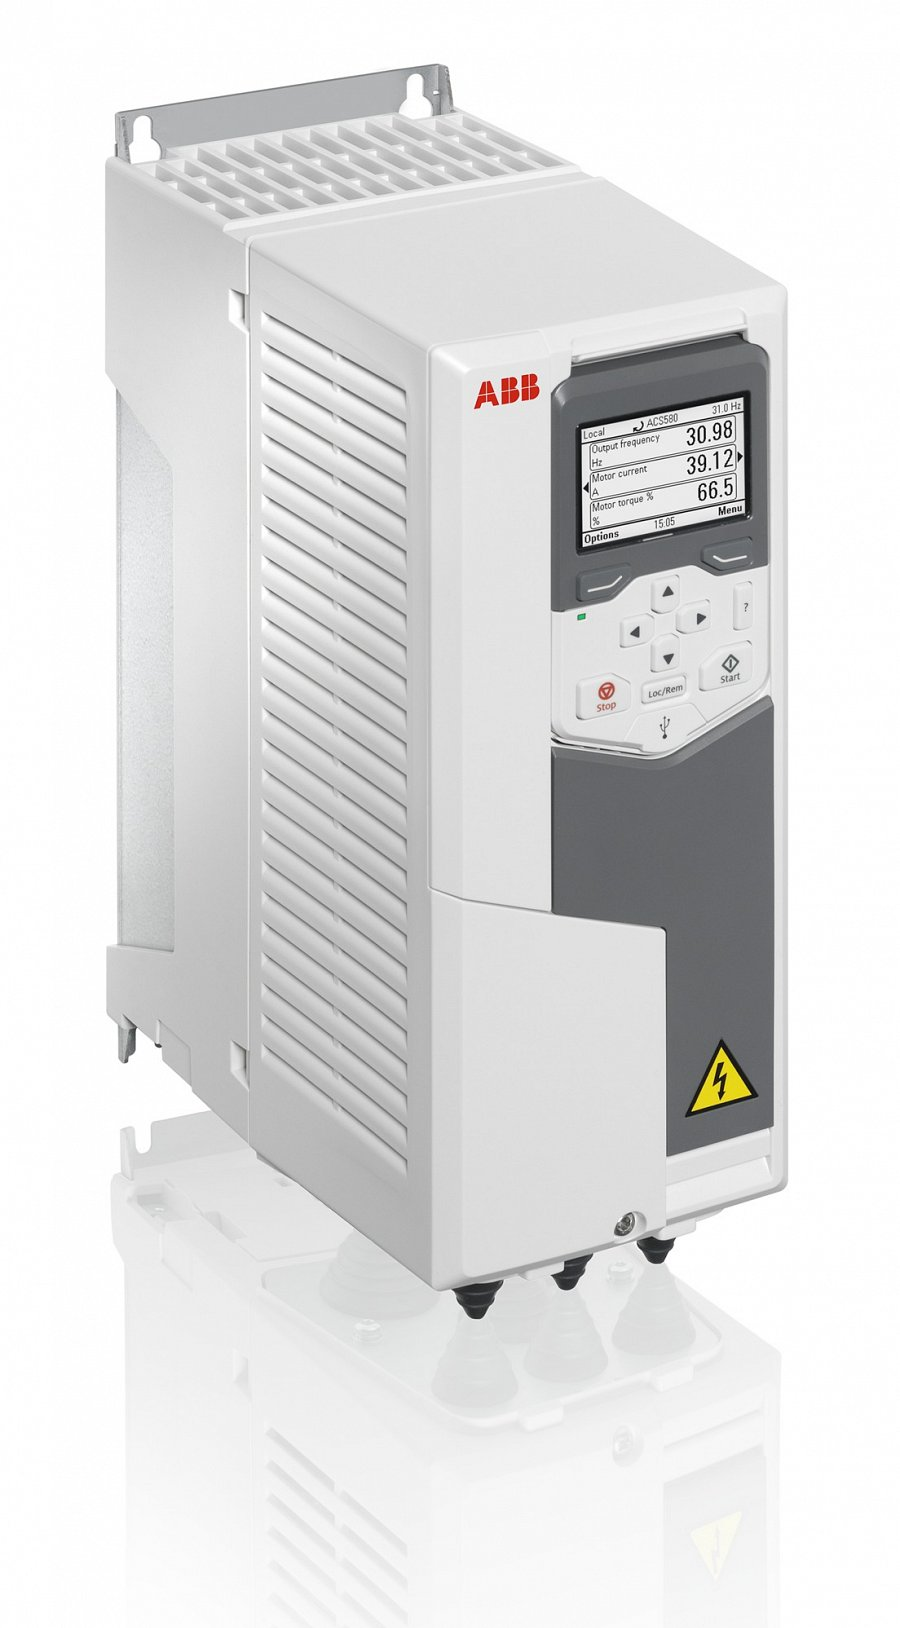 ABB
Local ACS580 31.0 Hz
Output frequency 30.98
Hz
Motor current 39.12
A
Motor torque % 66.5
%
Options 15:05 Menu
?
Stop Loc/Rem Start